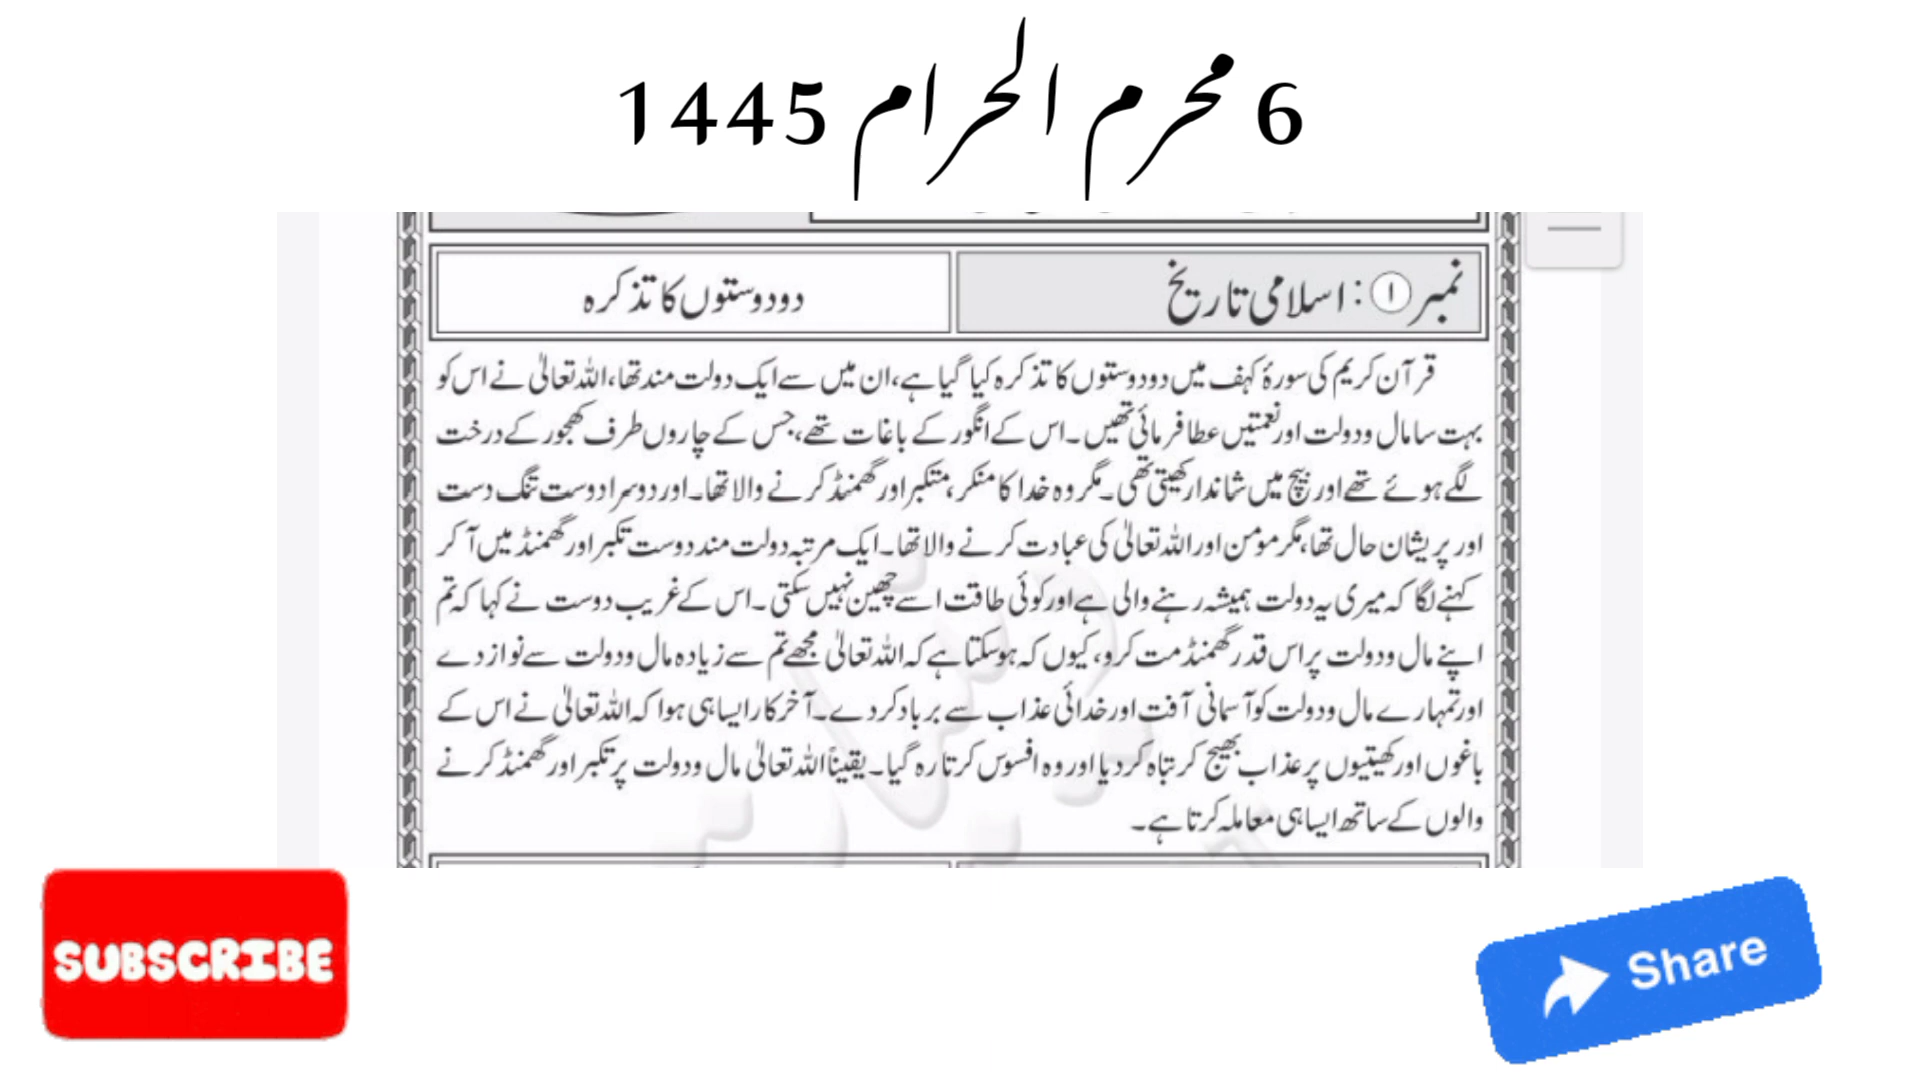 6 محرم الحرام 1445
نمبر ①: اسلامی تاریخ
دو دوستوں کا تذکرہ
قرآن کریم کی سورۂ کہف میں دو دوستوں کا تذکرہ کیا گیا ہے، ان میں سے ایک دولت مند تھا، اللہ تعالیٰ نے اس کو
بہت سا مال و دولت اور نعمتیں عطا فرمائی تھیں۔ اس کے انگور کے باغات تھے، جس کے چاروں طرف کھجور کے درخت
لگے ہوئے تھے اور بیچ میں شاندار کھیتی تھی۔ مگر وہ خدا کا منکر، متکبر اور گھمنڈ کرنے والا تھا۔ اور دوسرا دوست تنگ دست
اور پریشان حال تھا، مگر مومن اور اللہ تعالیٰ کی عبادت کرنے والا تھا۔ ایک مرتبہ دولت مند دوست تکبر اور گھمنڈ میں آ کر
کہنے لگا کہ میری یہ دولت ہمیشہ رہنے والی ہے اور کوئی طاقت اسے چھین نہیں سکتی۔ اس کے غریب دوست نے کہا کہ تم
اپنے مال و دولت پر اس قدر گھمنڈ مت کرو، کیوں کہ ہو سکتا ہے کہ اللہ تعالیٰ مجھے تم سے زیادہ مال و دولت سے نواز دے
اور تمہارے مال و دولت کو آسمانی آفت اور خدائی عذاب سے برباد کر دے۔ آخر کار ایسا ہی ہوا کہ اللہ تعالیٰ نے اس کے
باغوں اور کھیتیوں پر عذاب بھیج کر تباہ کر دیا اور وہ افسوس کرتا رہ گیا۔ یقیناً اللہ تعالیٰ مال و دولت پر تکبر اور گھمنڈ کرنے
والوں کے ساتھ ایسا ہی معاملہ کرتا ہے۔
SUBSCRIBE
Share